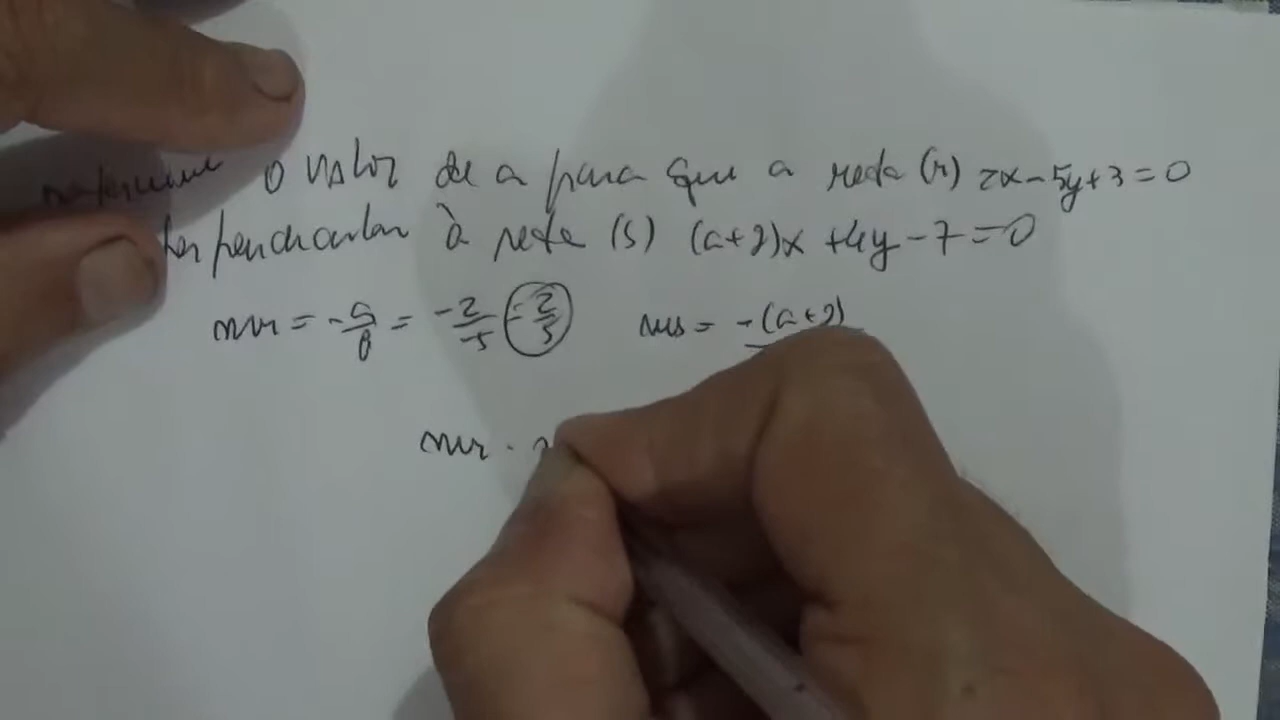 o valor de a para que a reta (r) 2x-5y+3=0
perpendicular à reta (s) (a+2)x+4y-7=0
mr = -a/b = -2/-5 = 2/5 ms = -(a+2)
mr ·